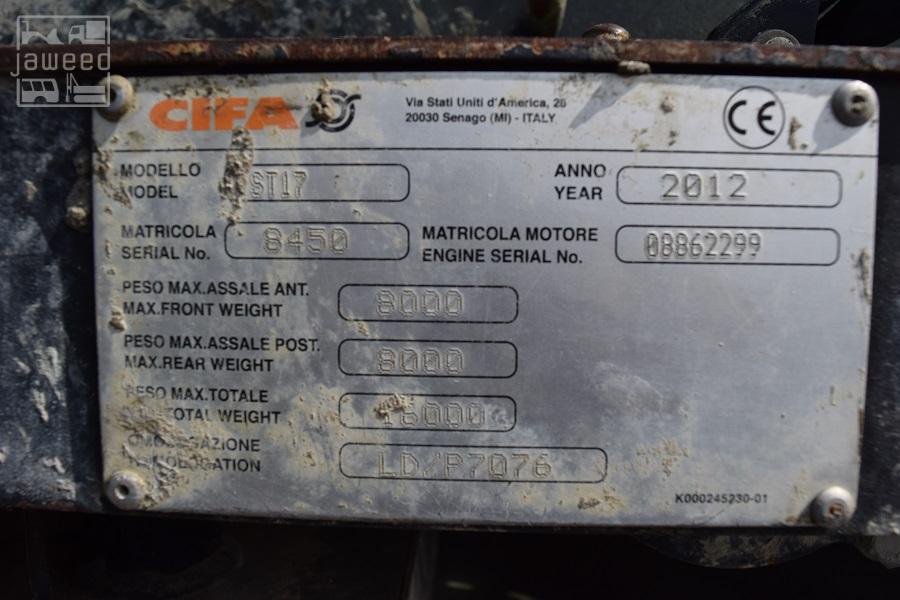 jaweed
CIFA
Via Stati Uniti d'America, 26
20030 Senago (MI) - ITALY
CE
MODELLO
MODEL
ST17
ANNO
YEAR
2012
MATRICOLA
SERIAL No.
8450
MATRICOLA MOTORE
ENGINE SERIAL No.
08862299
PESO MAX.ASSALE ANT.
MAX.FRONT WEIGHT
8000
PESO MAX.ASSALE POST.
MAX.REAR WEIGHT
8000
PESO MAX.TOTALE
TOTAL WEIGHT
16000
OMOLOGAZIONE
HOMOLOGATION
LD/P7076
K000245230-01